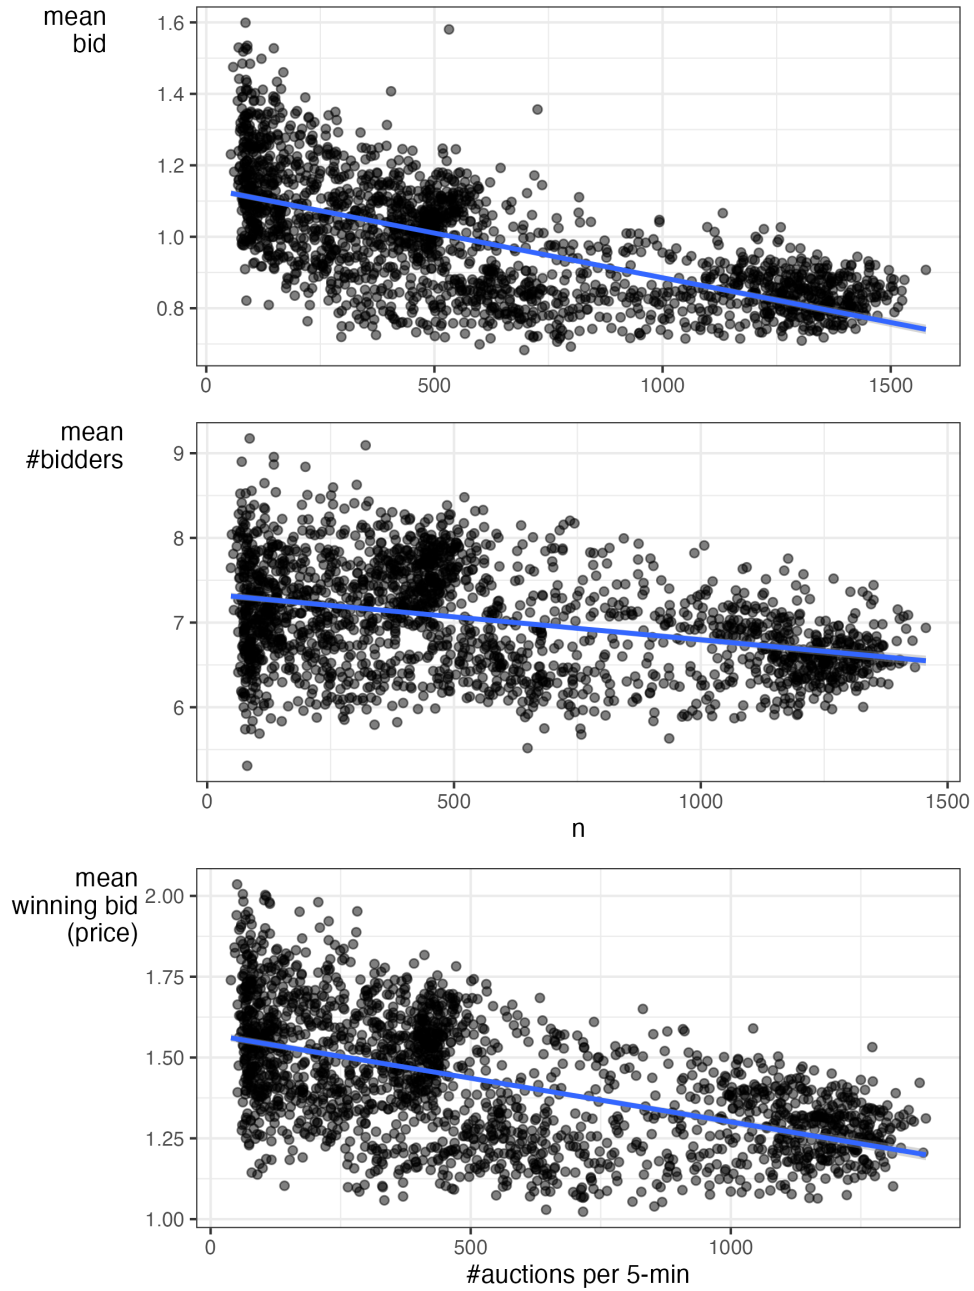 mean
bid
1.6
1.4
1.2
1.0
0.8
0 500 1000 1500
mean
#bidders
9
8
7
6
0 500 1000 1500
n
mean
winning bid
(price)
2.00
1.75
1.50
1.25
1.00
0 500 1000
#auctions per 5-min